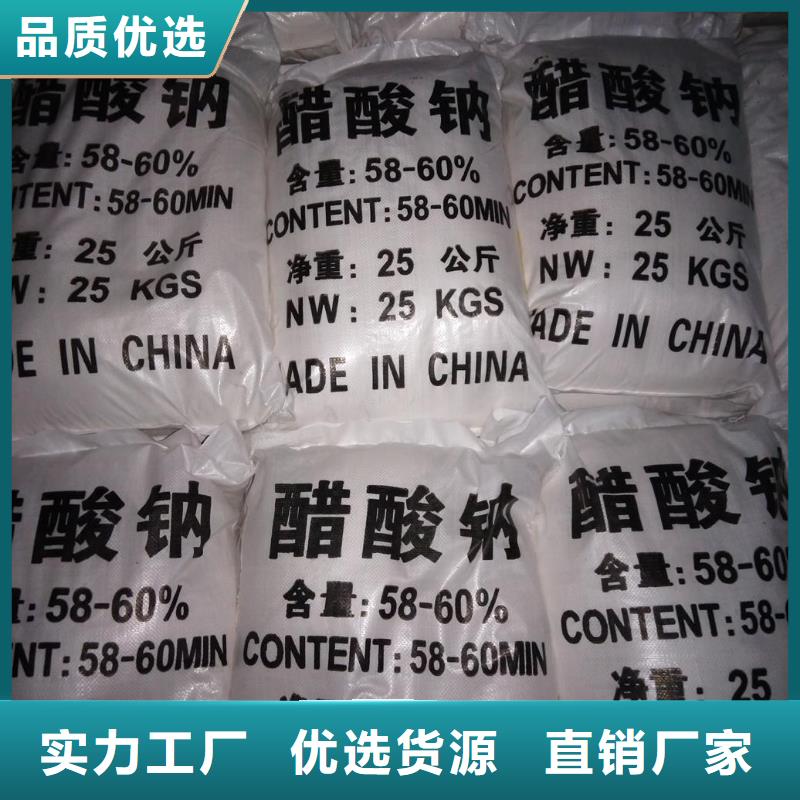 品质优选
醋酸钠
含量:58-60%
NTENT:58-60MIN
重:25 公斤
W:25 KGS
DE IN CHINA
醋酸钠
含量:58-60%
CONTENT:58-60MIN
净重:25 公斤
NW:25 KGS
ADE IN CHINA
醋酸钠
含量:58-60%
CONTENT:58-60MIN
净重:25 公斤
NW:25 KGS
ADE IN CHINA
醋酸钠
量:58-60%
NT:58-60MIN
醋酸钠
含量:58-60%
CONTENT:58-60MIN
醋酸钠
含量:58-60
CONTENT:58-
净重:25
实力工厂 优选货源 直销厂家